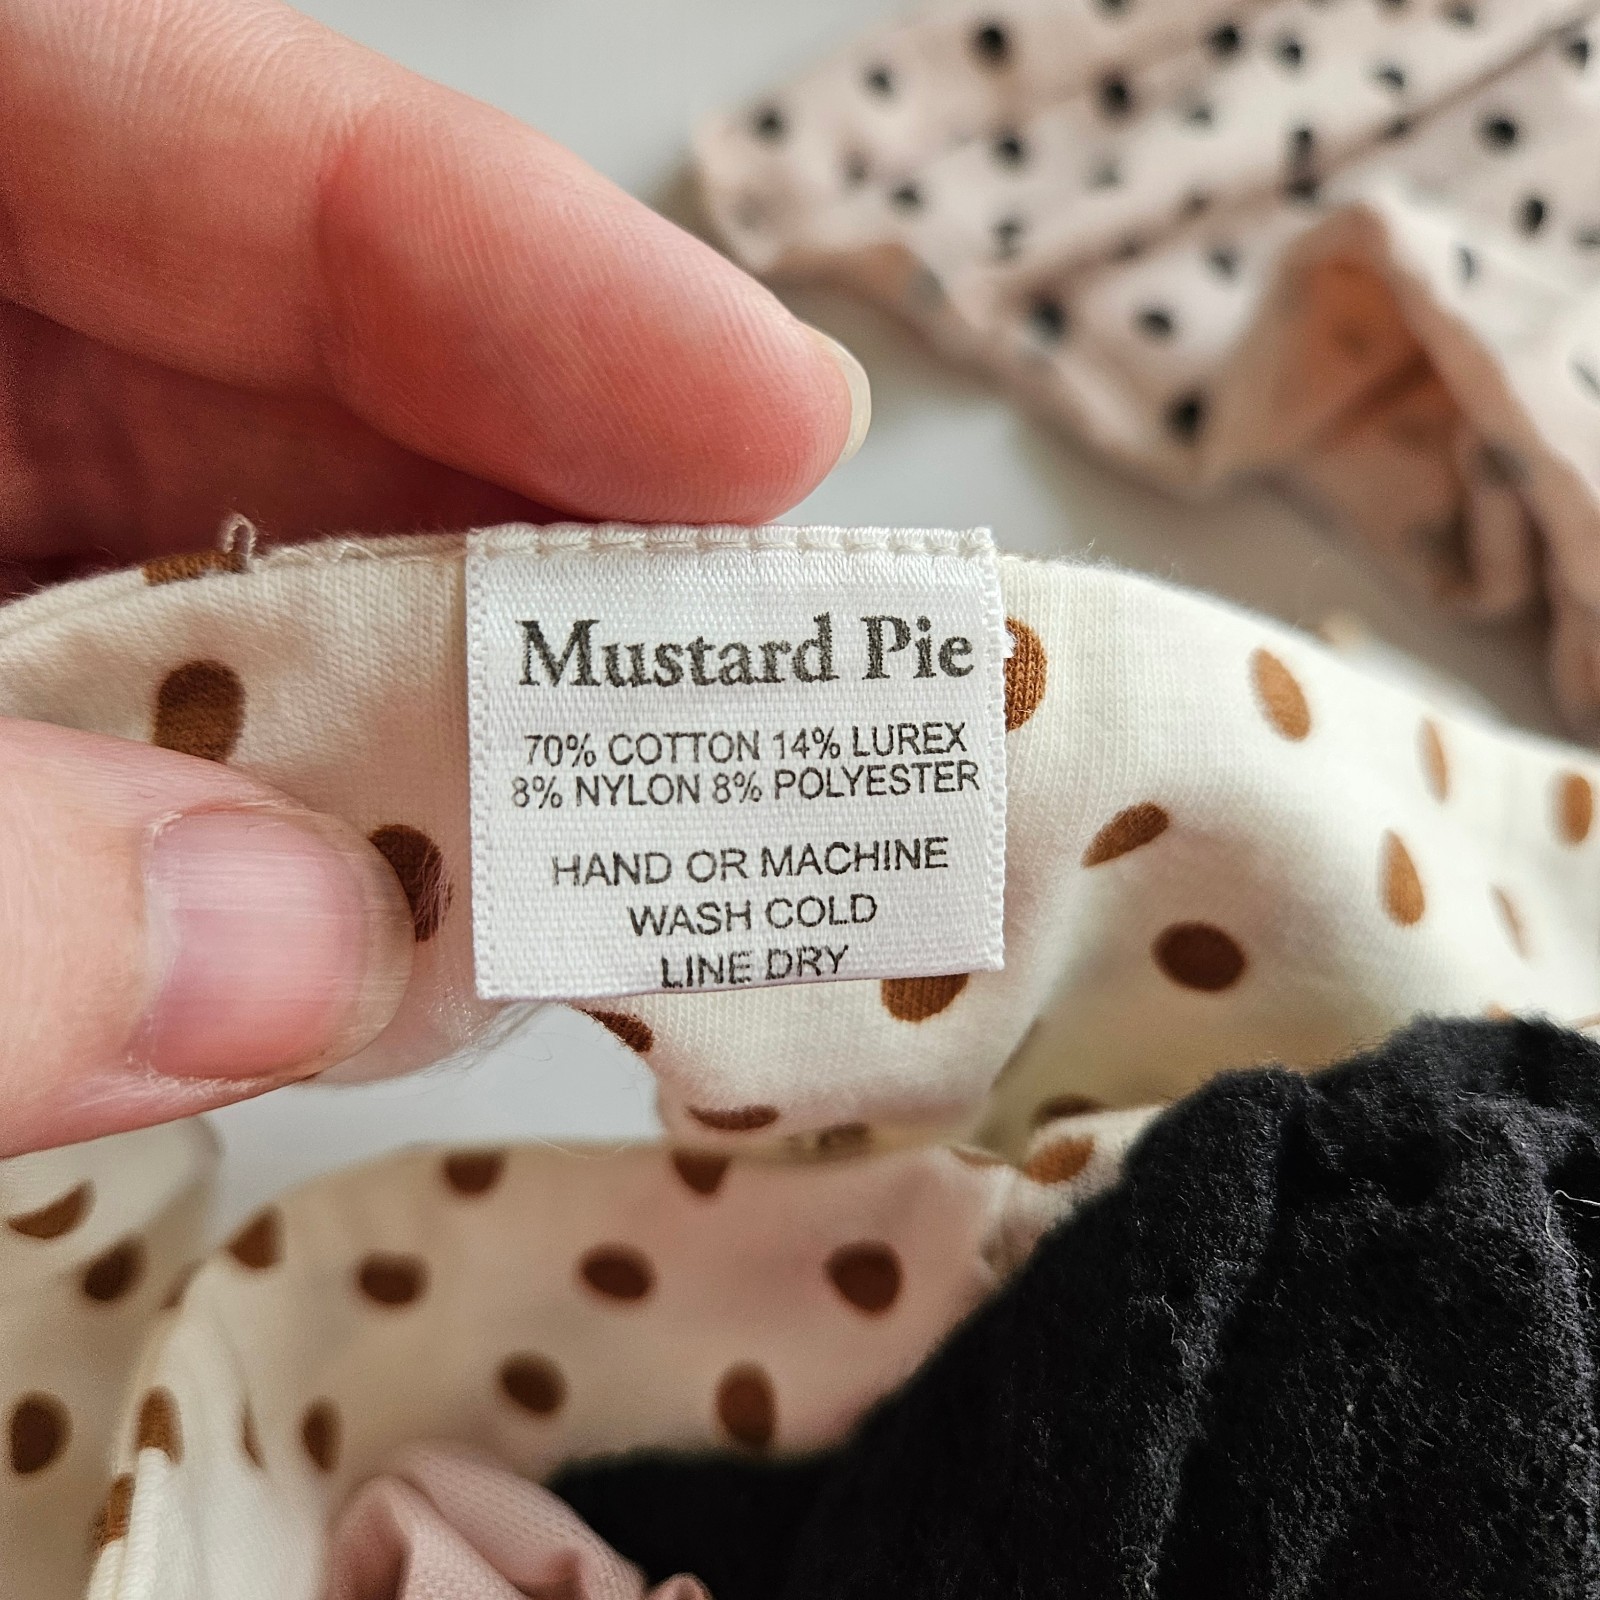 Mustard Pie
70% COTTON 14% LUREX
8% NYLON 8% POLYESTER
HAND OR MACHINE
WASH COLD
LINE DRY